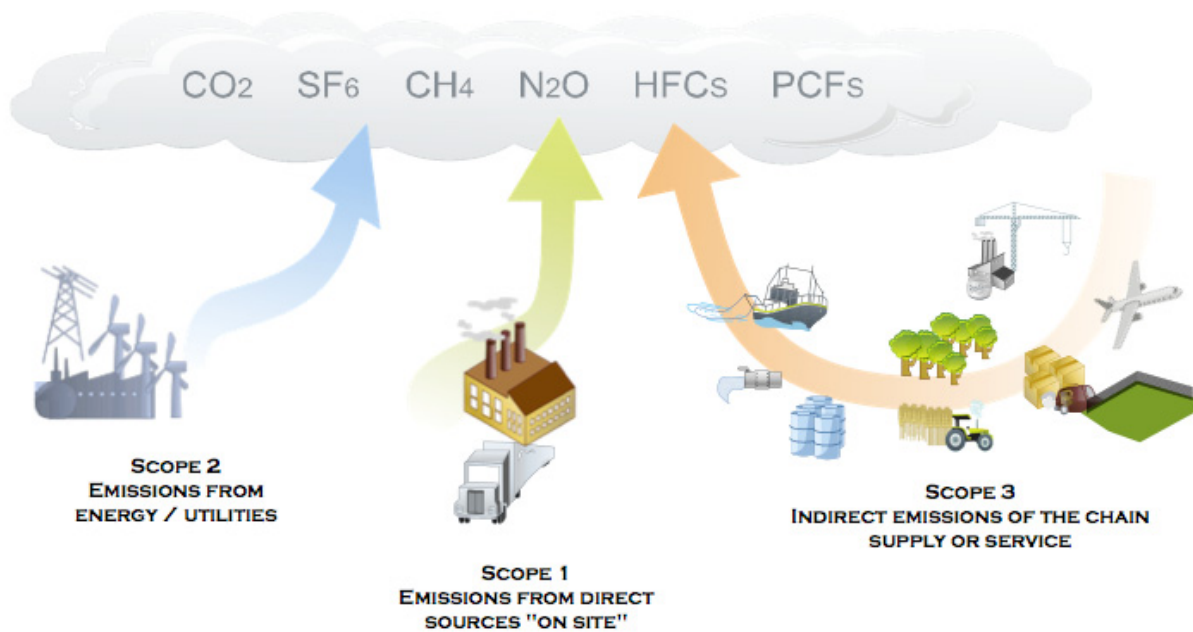 CO2 SF6 CH4 N2O HFCs PCFs
Scope 2
Emissions from
energy / utilities
Scope 1
Emissions from direct
sources "on site"
Scope 3
Indirect emissions of the chain
supply or service